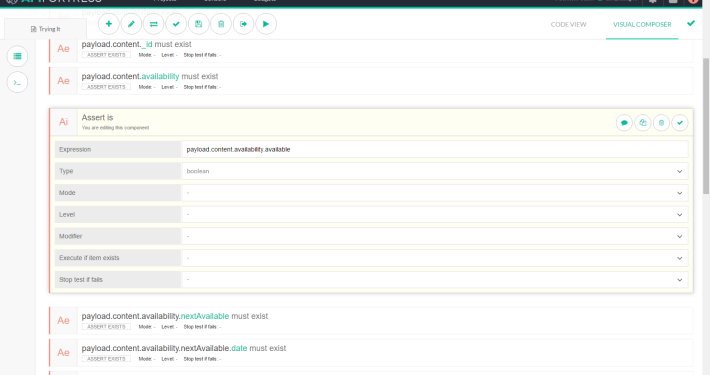 Trying It
CODE VIEW
VISUAL COMPOSER
Ae
payload.content._id must exist
ASSERT EXISTS Mode: - Level: - Stop test if fails: -
Ae
payload.content.availability must exist
ASSERT EXISTS Mode: - Level: - Stop test if fails: -
Ai
Assert is
You are editing this component
Expression payload.content.availability.available
Type boolean
Mode -
Level -
Modifier -
Execute if item exists -
Stop test if fails -
Ae
payload.content.availability.nextAvailable must exist
ASSERT EXISTS Mode: - Level: - Stop test if fails: -
Ae
payload.content.availability.nextAvailable.date must exist
ASSERT EXISTS Mode: - Level: - Stop test if fails: -